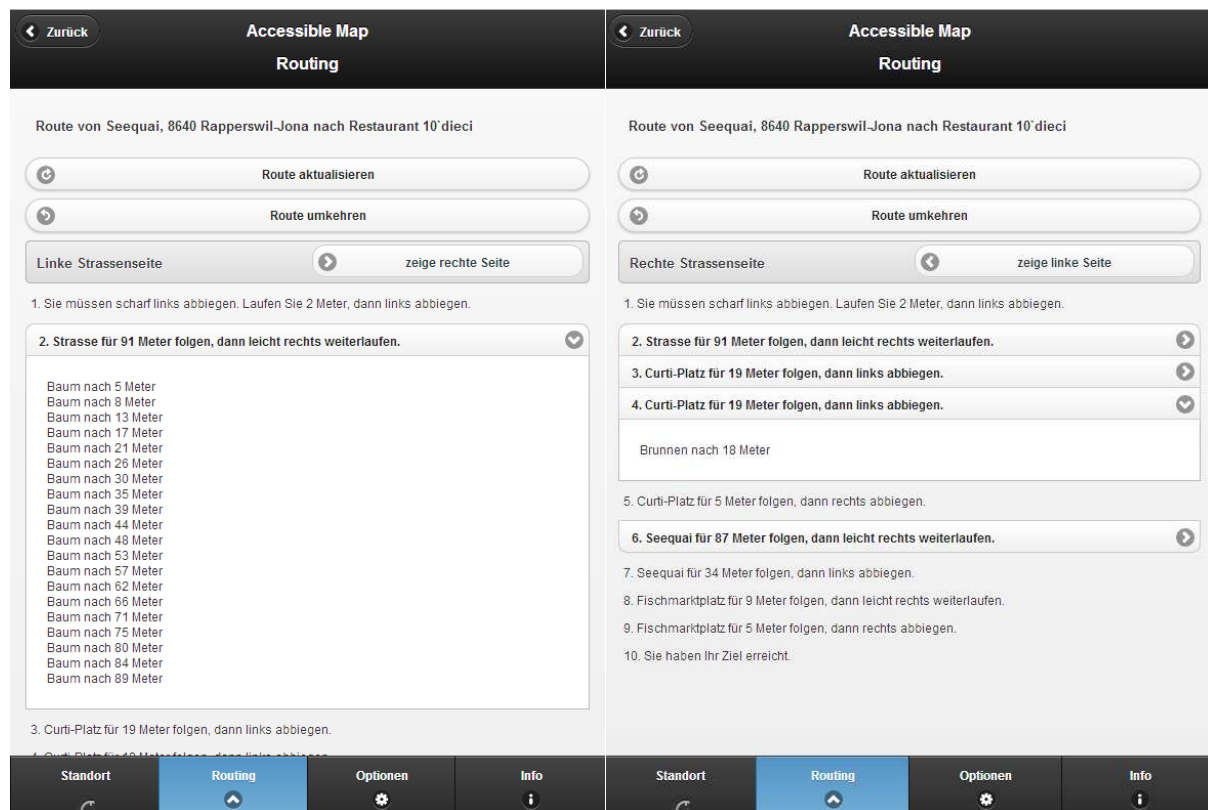 Zurück
Accessible Map
Routing
Route von Seequai, 8640 Rapperswil-Jona nach Restaurant 10`dieci
Route aktualisieren
Route umkehren
Linke Strassenseite
zeige rechte Seite
1. Sie müssen scharf links abbiegen. Laufen Sie 2 Meter, dann links abbiegen.
2. Strasse für 91 Meter folgen, dann leicht rechts weiterlaufen.
Baum nach 5 Meter
Baum nach 8 Meter
Baum nach 13 Meter
Baum nach 17 Meter
Baum nach 21 Meter
Baum nach 26 Meter
Baum nach 30 Meter
Baum nach 35 Meter
Baum nach 39 Meter
Baum nach 44 Meter
Baum nach 48 Meter
Baum nach 53 Meter
Baum nach 57 Meter
Baum nach 62 Meter
Baum nach 66 Meter
Baum nach 71 Meter
Baum nach 75 Meter
Baum nach 80 Meter
Baum nach 84 Meter
Baum nach 89 Meter
3. Curti-Platz für 19 Meter folgen, dann links abbiegen.
4. Curti-Platz für 19 Meter folgen, dann links abbiegen.
Standort
Routing
Optionen
Info
Zurück
Accessible Map
Routing
Route von Seequai, 8640 Rapperswil-Jona nach Restaurant 10`dieci
Route aktualisieren
Route umkehren
Rechte Strassenseite
zeige linke Seite
1. Sie müssen scharf links abbiegen. Laufen Sie 2 Meter, dann links abbiegen.
2. Strasse für 91 Meter folgen, dann leicht rechts weiterlaufen.
3. Curti-Platz für 19 Meter folgen, dann links abbiegen.
4. Curti-Platz für 19 Meter folgen, dann links abbiegen.
Brunnen nach 18 Meter
5. Curti-Platz für 5 Meter folgen, dann rechts abbiegen.
6. Seequai für 87 Meter folgen, dann leicht rechts weiterlaufen.
7. Seequai für 34 Meter folgen, dann links abbiegen.
8. Fischmarktplatz für 9 Meter folgen, dann leicht rechts weiterlaufen.
9. Fischmarktplatz für 5 Meter folgen, dann rechts abbiegen.
10. Sie haben Ihr Ziel erreicht.
Standort
Routing
Optionen
Info